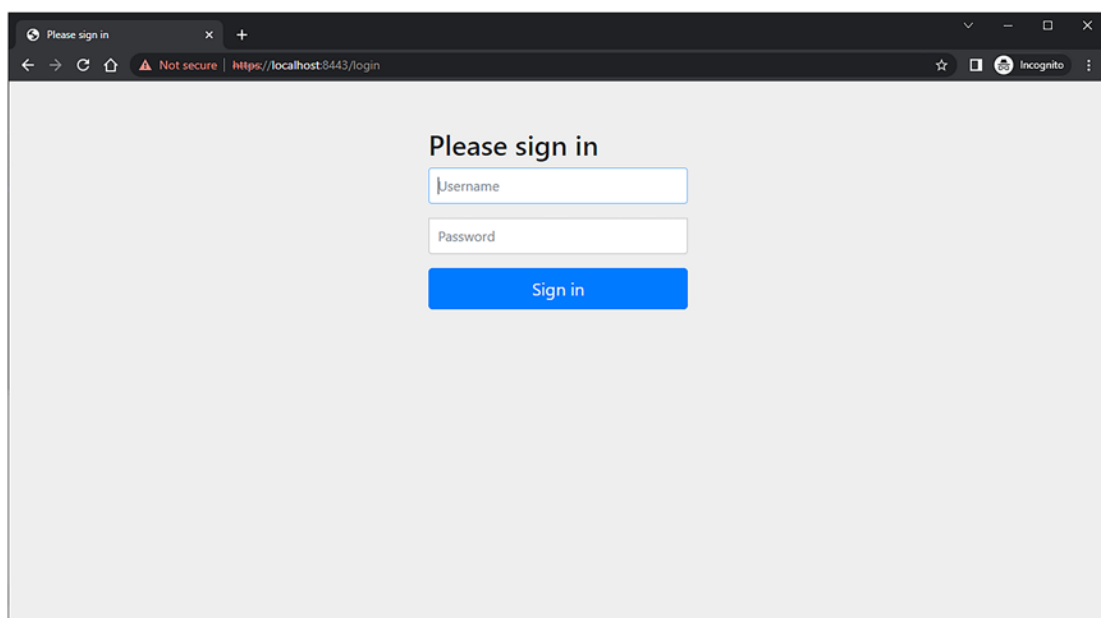 Please sign in
Not secure | https://localhost:8443/login
Incognito
Please sign in
Username
Password
Sign in